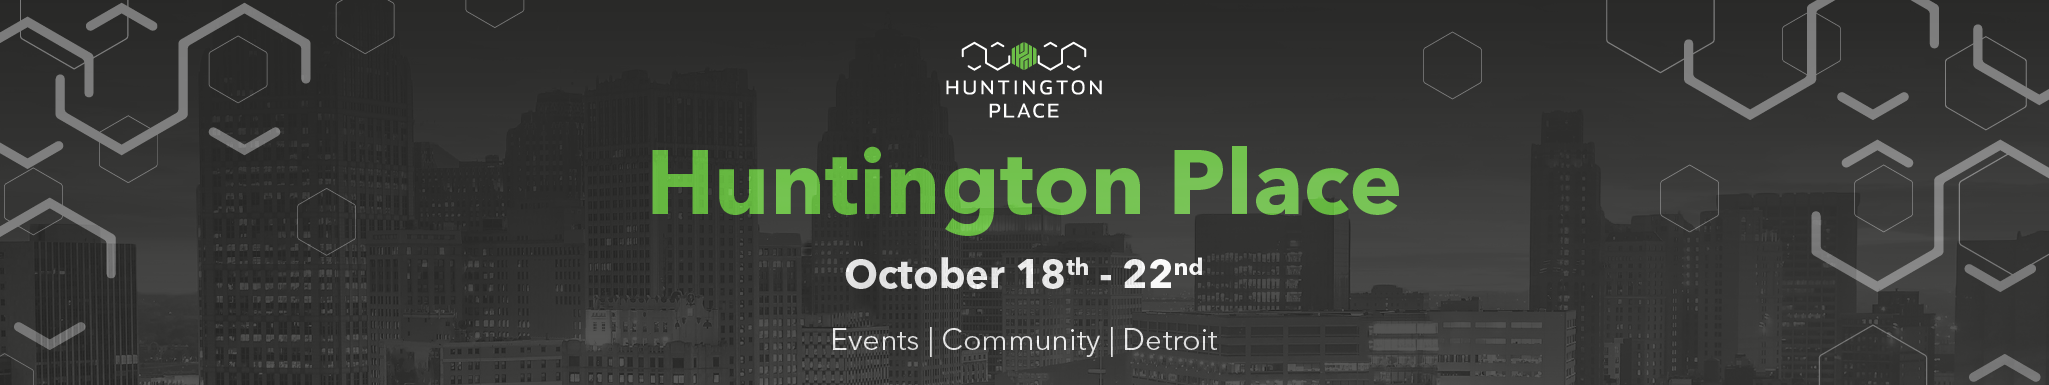 HUNTINGTON
PLACE
Huntington Place
October 18th - 22nd
Events | Community | Detroit